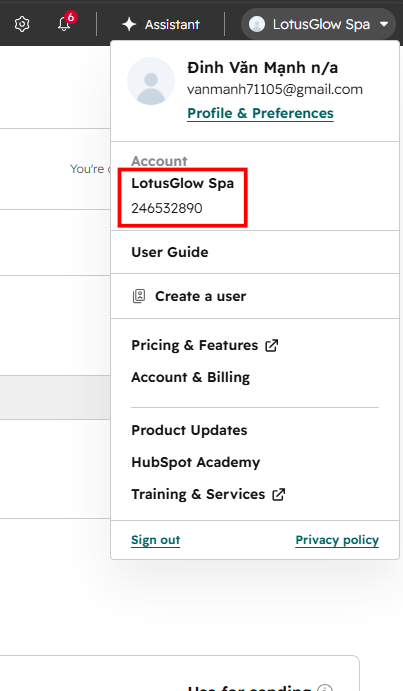 6
Assistant
LotusGlow Spa
Đinh Văn Mạnh n/a
vanmanh71105@gmail.com
Profile & Preferences
You're
Account
LotusGlow Spa
246532890
User Guide
Create a user
Pricing & Features
Account & Billing
Product Updates
HubSpot Academy
Training & Services
Sign out
Privacy policy
Use for sending